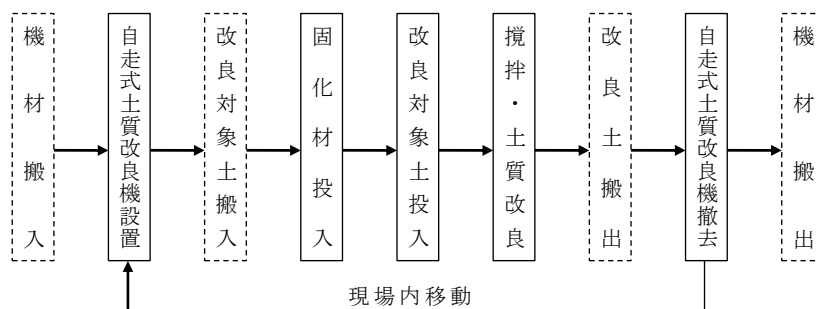 機材搬入
自走式土質改良機設置
改良対象土搬入
固化材投入
改良対象土投入
撹拌・土質改良
改良土搬出
自走式土質改良機撤去
機材搬出
現場内移動